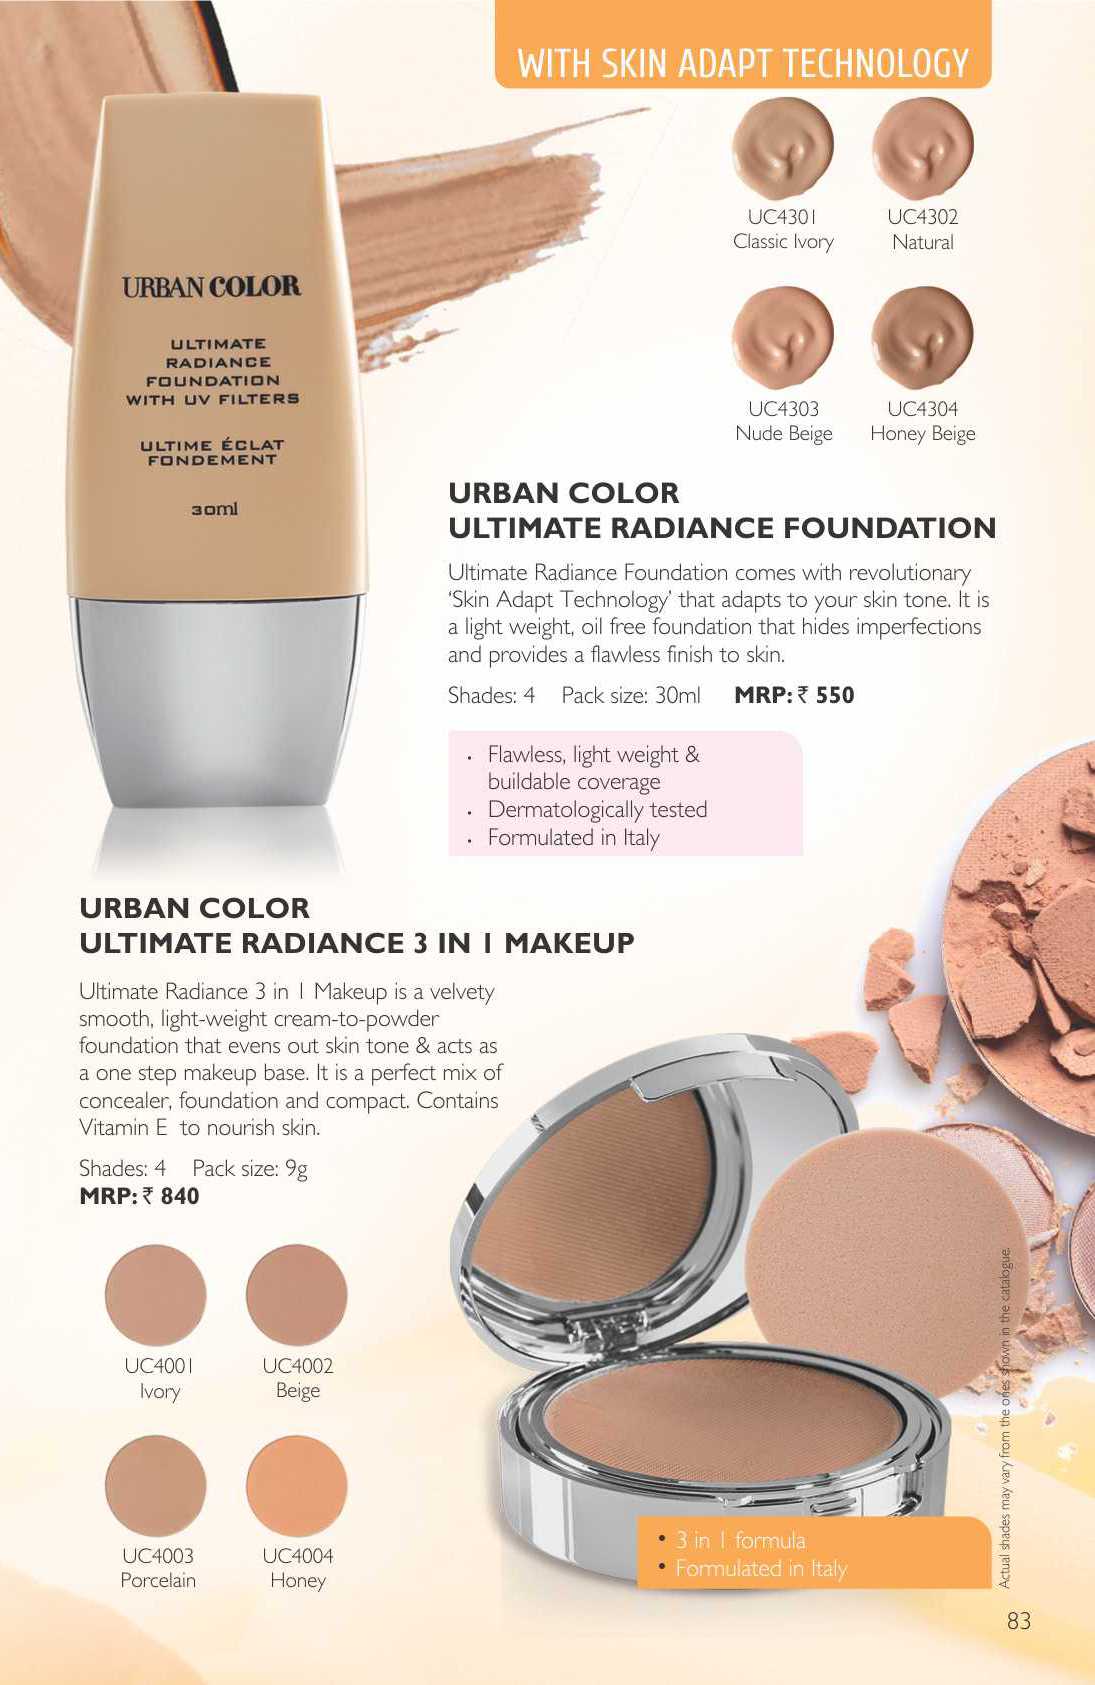 WITH SKIN ADAPT TECHNOLOGY
UC4301
Classic Ivory
UC4302
Natural
UC4303
Nude Beige
UC4304
Honey Beige
URBAN COLOR
ULTIMATE
RADIANCE
FOUNDATION
WITH UV FILTERS
ULTIME ÉCLAT
FONDEMENT
30ml
URBAN COLOR
ULTIMATE RADIANCE FOUNDATION
Ultimate Radiance Foundation comes with revolutionary
‘Skin Adapt Technology’ that adapts to your skin tone. It is
a light weight, oil free foundation that hides imperfections
and provides a flawless finish to skin.
Shades: 4 Pack size: 30ml MRP: ₹ 550
• Flawless, light weight &
buildable coverage
• Dermatologically tested
• Formulated in Italy
URBAN COLOR
ULTIMATE RADIANCE 3 IN 1 MAKEUP
Ultimate Radiance 3 in 1 Makeup is a velvety
smooth, light-weight cream-to-powder
foundation that evens out skin tone & acts as
a one step makeup base. It is a perfect mix of
concealer, foundation and compact. Contains
Vitamin E to nourish skin.
Shades: 4 Pack size: 9g
MRP: ₹ 840
UC4001
Ivory
UC4002
Beige
UC4003
Porcelain
UC4004
Honey
• 3 in 1 formula
• Formulated in Italy
Actual shades may vary from the ones shown in the catalogue.
83